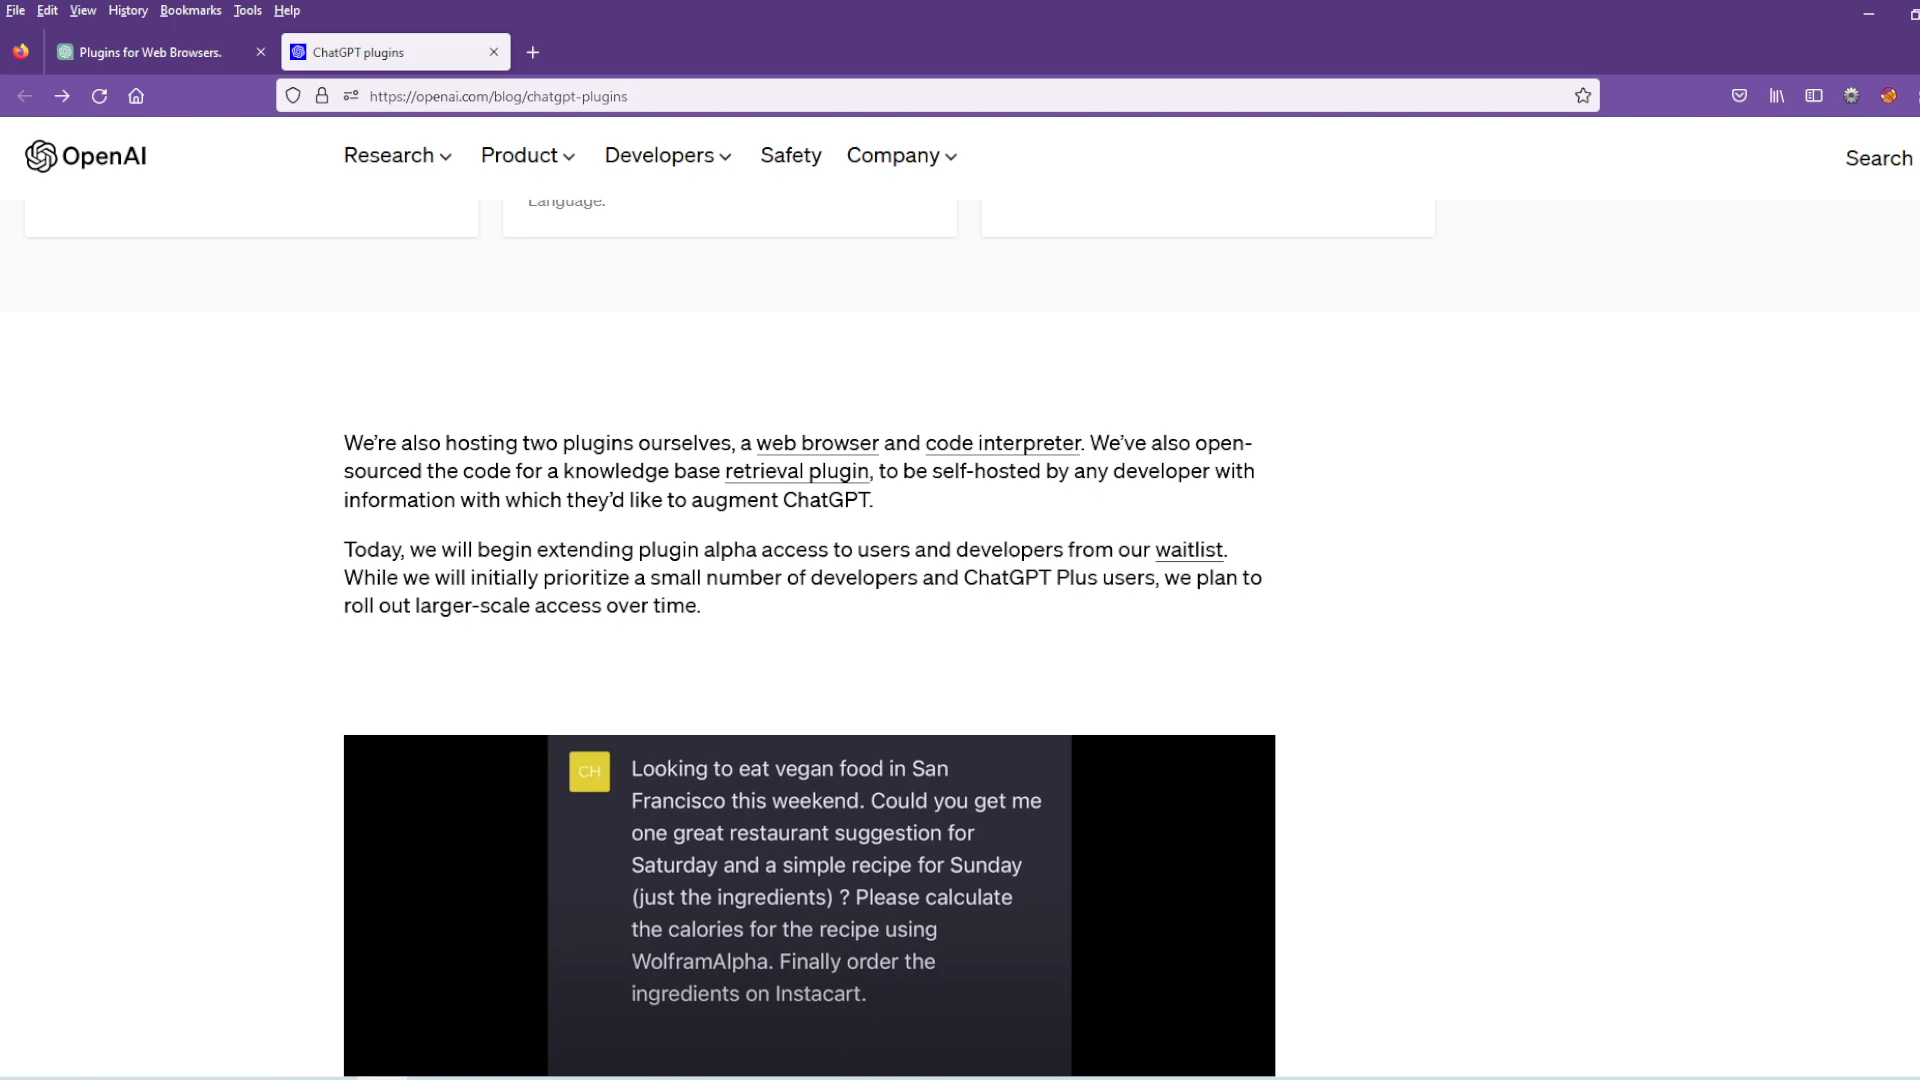 File Edit View History Bookmarks Tools Help
Plugins for Web Browsers.
ChatGPT plugins
https://openai.com/blog/chatgpt-plugins
OpenAI Research Product Developers Safety Company Search
Language.
We’re also hosting two plugins ourselves, a web browser and code interpreter. We’ve also open-
sourced the code for a knowledge base retrieval plugin, to be self-hosted by any developer with
information with which they’d like to augment ChatGPT.
Today, we will begin extending plugin alpha access to users and developers from our waitlist.
While we will initially prioritize a small number of developers and ChatGPT Plus users, we plan to
roll out larger-scale access over time.
CH
Looking to eat vegan food in San
Francisco this weekend. Could you get me
one great restaurant suggestion for
Saturday and a simple recipe for Sunday
(just the ingredients) ? Please calculate
the calories for the recipe using
WolframAlpha. Finally order the
ingredients on Instacart.